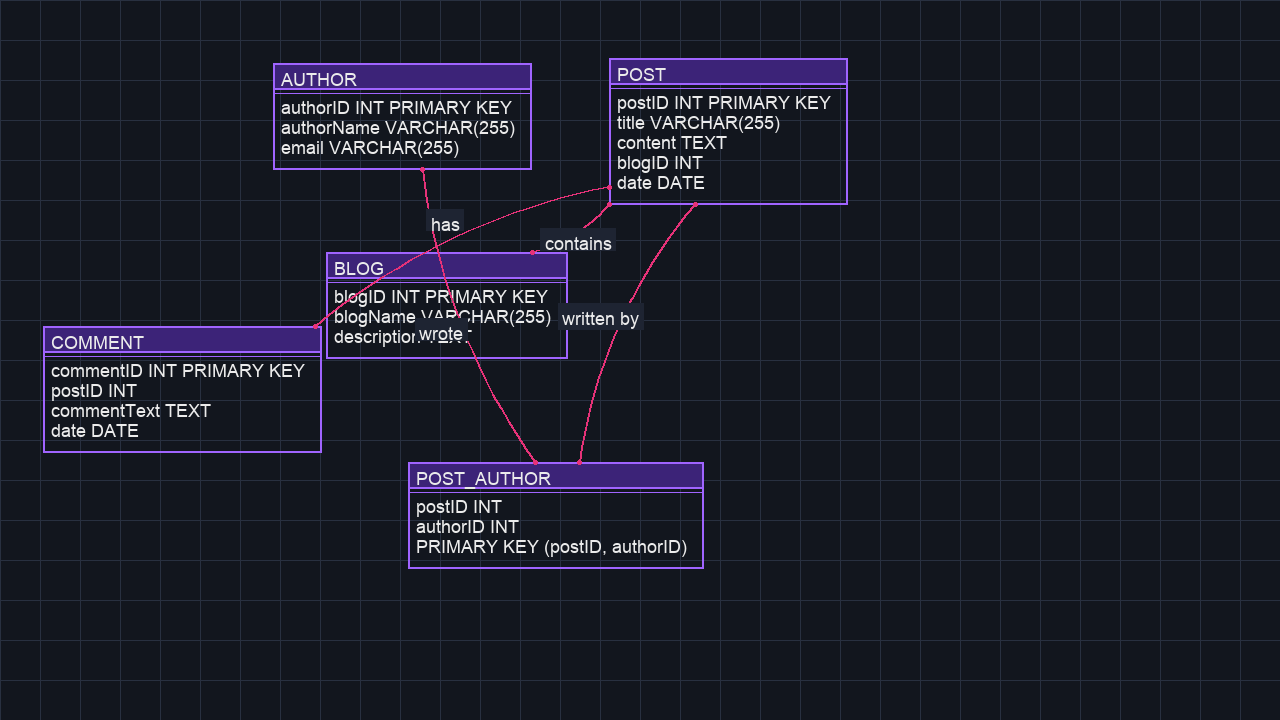 AUTHOR
authorID INT PRIMARY KEY
authorName VARCHAR(255)
email VARCHAR(255)
POST
postID INT PRIMARY KEY
title VARCHAR(255)
content TEXT
blogID INT
date DATE
has
contains
BLOG
blogID INT PRIMARY KEY
blogName VARCHAR(255)
description
wrote
written by
COMMENT
commentID INT PRIMARY KEY
postID INT
commentText TEXT
date DATE
POST_AUTHOR
postID INT
authorID INT
PRIMARY KEY (postID, authorID)